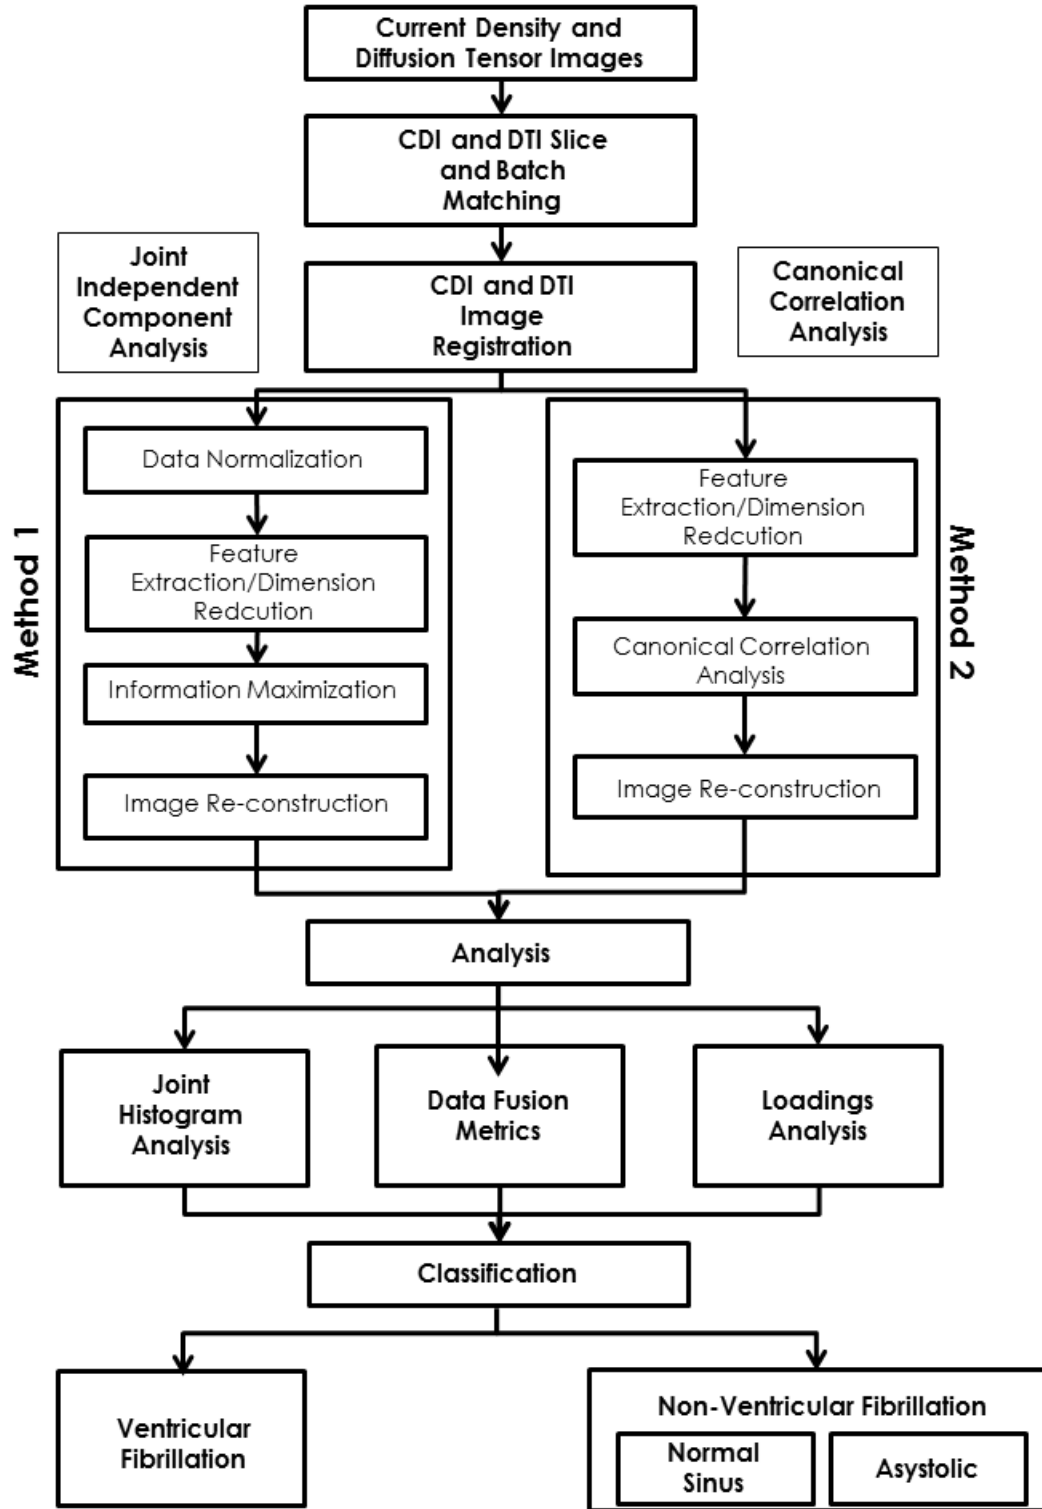 Current Density and
Diffusion Tensor Images
CDI and DTI Slice
and Batch
Matching
Joint
Independent
Component
Analysis
CDI and DTI
Image
Registration
Canonical
Correlation
Analysis
Method 1
Data Normalization
Feature
Extraction/Dimension
Redcution
Information Maximization
Image Re-construction
Feature
Extraction/Dimension
Redcution
Canonical Correlation
Analysis
Image Re-construction
Method 2
Analysis
Joint
Histogram
Analysis
Data Fusion
Metrics
Loadings
Analysis
Classification
Ventricular
Fibrillation
Non-Ventricular Fibrillation
Normal
Sinus
Asystolic